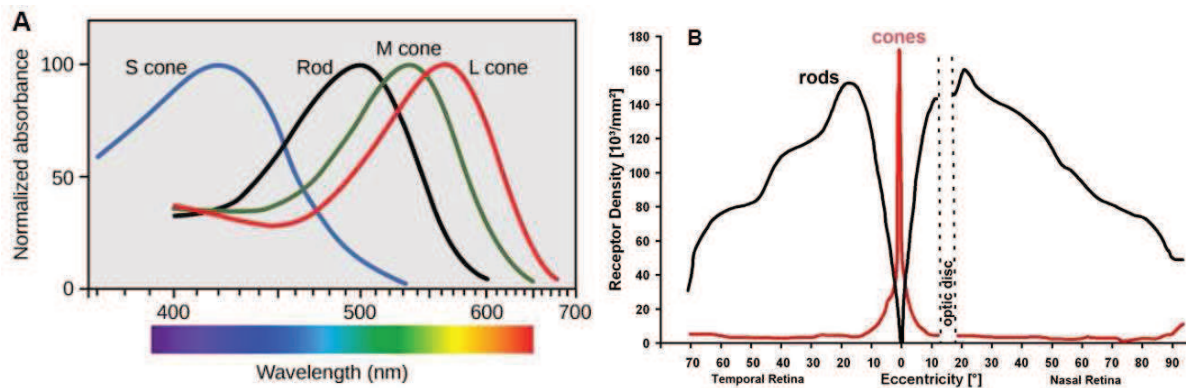 A
Normalized absorbance
100
50
0
S cone
Rod
M cone
L cone
400
500
600
700
Wavelength (nm)
B
cones
rods
Receptor Density [10³/mm²]
180
160
140
120
100
80
60
40
20
0
optic disc
70 60 50 40 30 20 10 0 10 20 30 40 50 60 70 80 90
Temporal Retina Eccentricity [°] Nasal Retina